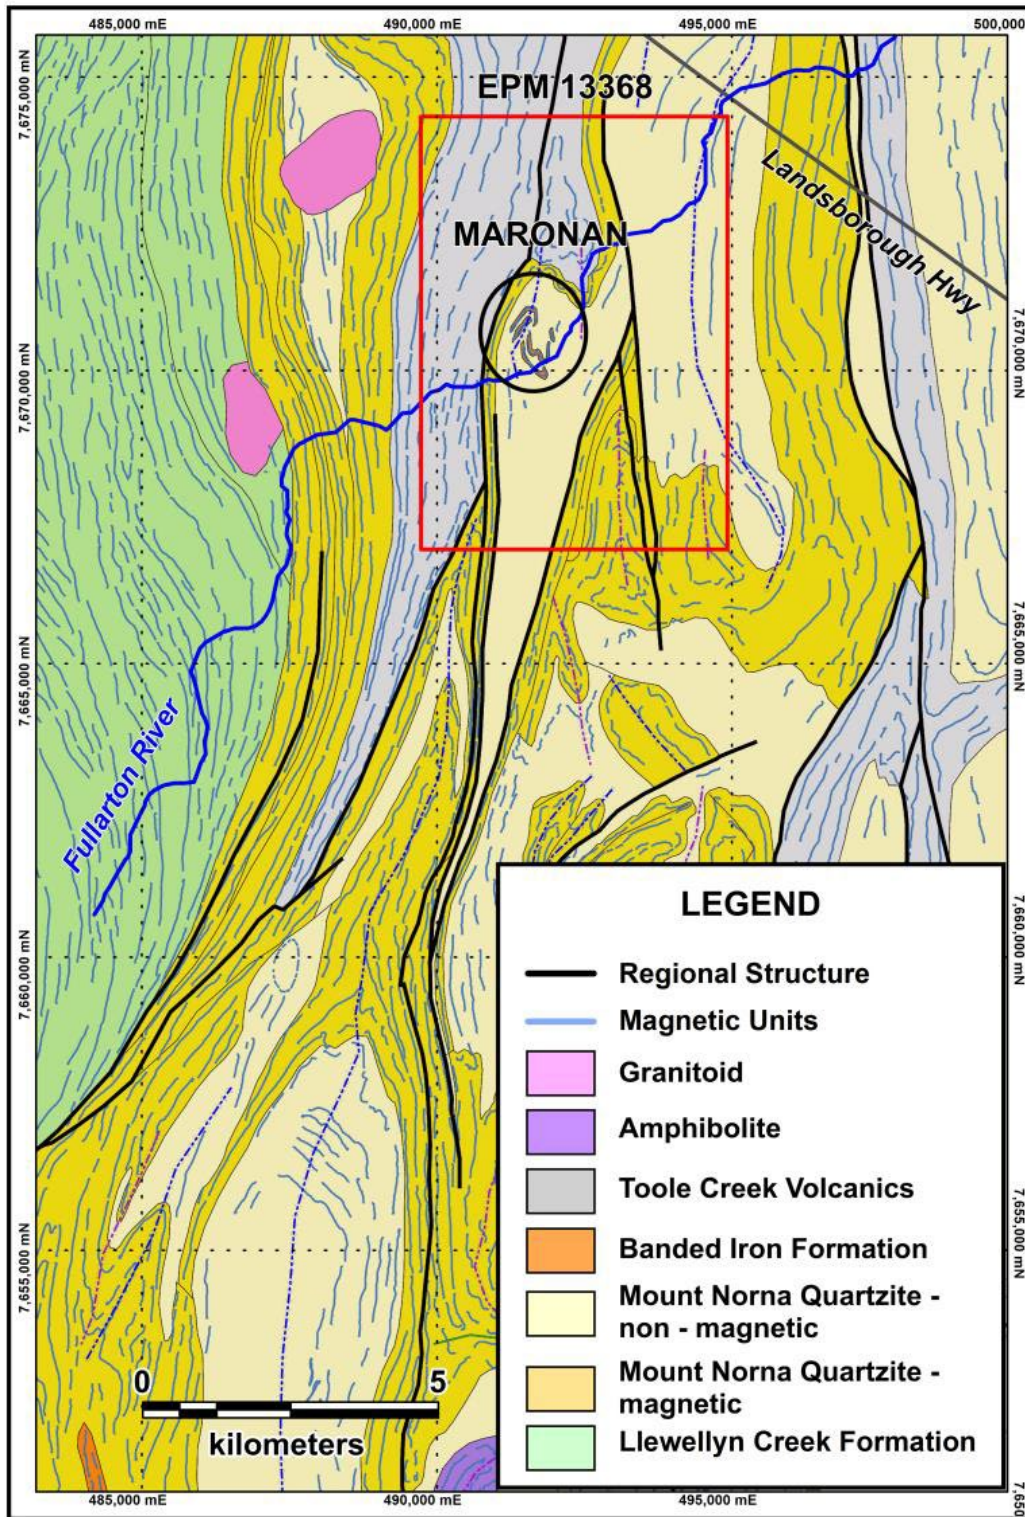 485,000 mE
490,000 mE
495,000 mE
500,000
7,675,000 mN
EPM 13368
Landsborough Hwy
MARONAN
7,670,000 mN
7,670,000 mN
7,665,000 mN
7,665,000 mN
Fullarton River
7,660,000 mN
7,660,000 mN
LEGEND
Regional Structure
Magnetic Units
Granitoid
Amphibolite
Toole Creek Volcanics
Banded Iron Formation
Mount Norna Quartzite -
non - magnetic
Mount Norna Quartzite -
magnetic
Llewellyn Creek Formation
7,655,000 mN
7,655,000 mN
0 5
kilometers
7,650
485,000 mE
490,000 mE
495,000 mE